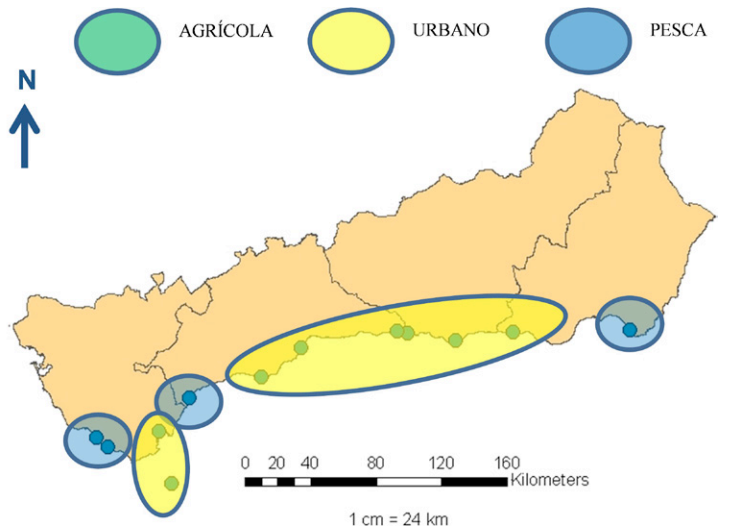 AGRÍCOLA URBANO PESCA
N
0 20 40 80 120 160
Kilometers
1 cm = 24 km